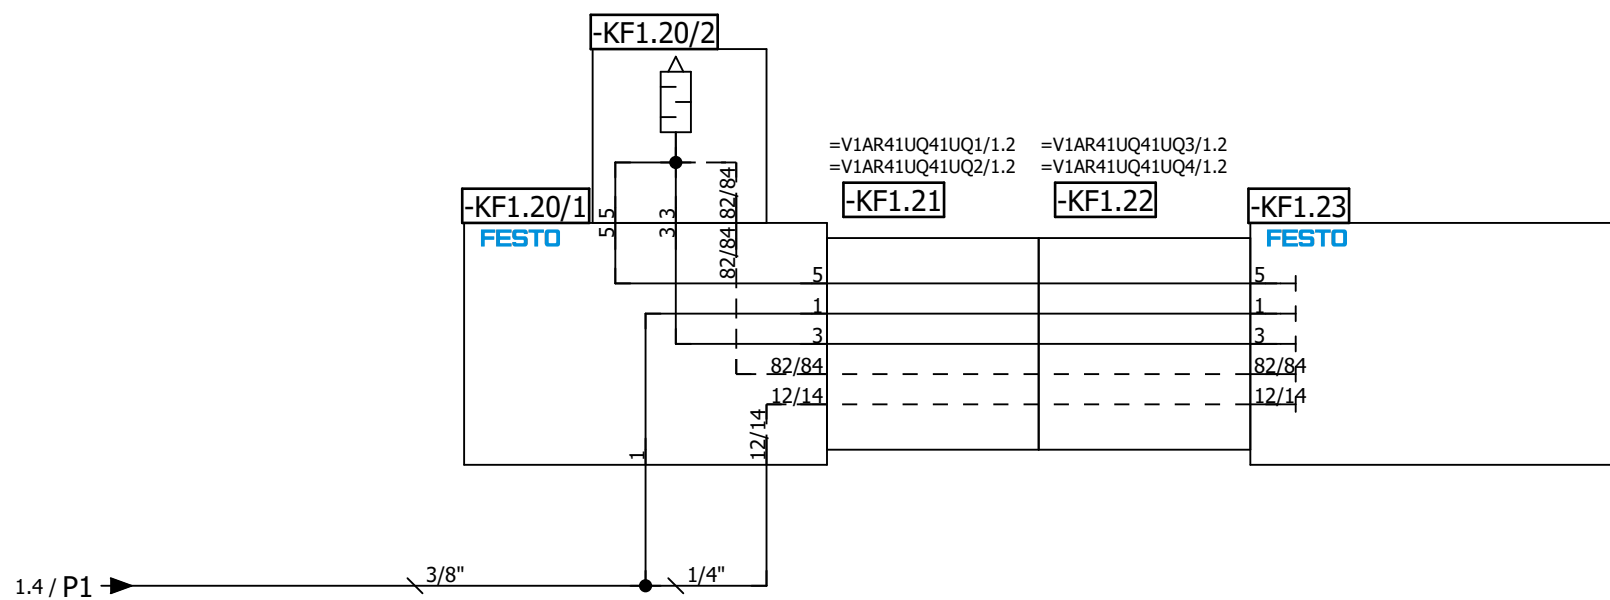 -KF1.20/2
=V1AR41UQ41UQ1/1.2 =V1AR41UQ41UQ3/1.2
=V1AR41UQ41UQ2/1.2 =V1AR41UQ41UQ4/1.2
-KF1.20/1 5 3 82/84 -KF1.21 -KF1.22 -KF1.23
FESTO 5 3 82/84 FESTO
5 5
1 1
3 3
82/84 82/84
12/14 12/14
1 12/14
1.4 / P1 3/8" 1/4"